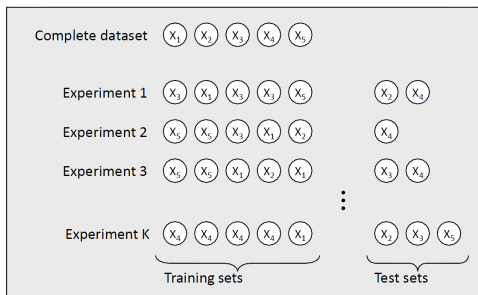 Complete dataset X₁ X₂ X₃ X₄ X₅
Experiment 1 X₃ X₁ X₃ X₃ X₅ X₂ X₄
Experiment 2 X₅ X₅ X₃ X₁ X₂ X₄
Experiment 3 X₅ X₅ X₁ X₂ X₁ X₃ X₄
Experiment K X₄ X₄ X₄ X₄ X₁ X₂ X₃ X₅
Training sets Test sets